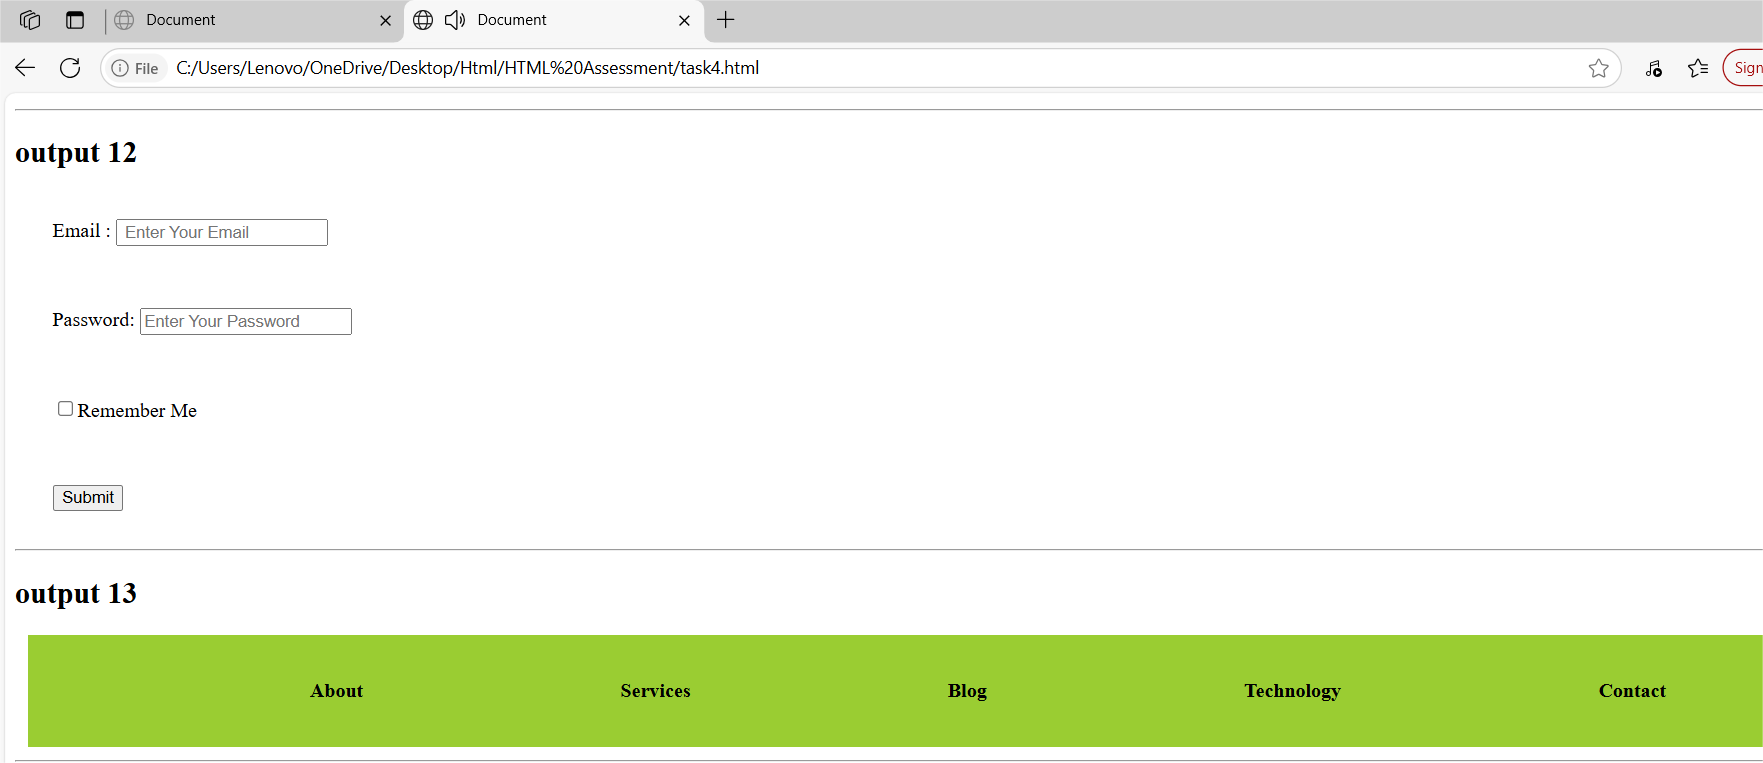 Document Document
File C:/Users/Lenovo/OneDrive/Desktop/Html/HTML%20Assessment/task4.html Sign
output 12
Email : Enter Your Email
Password: Enter Your Password
Remember Me
Submit
output 13
About Services Blog Technology Contact